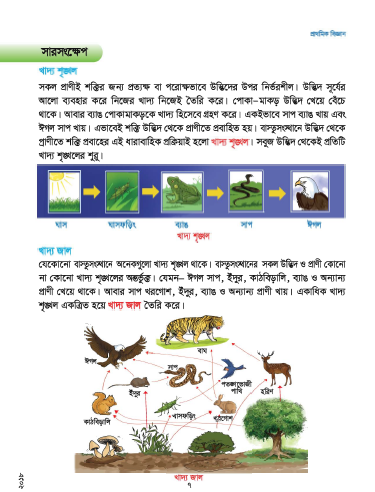 প্রাথমিক বিজ্ঞান
সারসংক্ষেপ
খাদ্য শৃঙ্খল
সকল প্রাণীই শক্তির জন্য প্রত্যক্ষ বা পরোক্ষভাবে উদ্ভিদের উপর নির্ভরশীল। উদ্ভিদ সূর্যের
আলো ব্যবহার করে নিজের খাদ্য নিজেই তৈরি করে। পোকা-মাকড় উদ্ভিদ খেয়ে বেঁচে
থাকে। আবার ব্যাঙ পোকামাকড়কে খাদ্য হিসেবে গ্রহণ করে। একইভাবে সাপ ব্যাঙ খায় এবং
ঈগল সাপ খায়। এভাবেই শক্তি উদ্ভিদ থেকে প্রাণীতে প্রবাহিত হয়। বাস্তুসংস্থানে উদ্ভিদ থেকে
প্রাণীতে শক্তি প্রবাহের এই ধারাবাহিক প্রক্রিয়াই হলো খাদ্য শৃঙ্খল। সবুজ উদ্ভিদ থেকেই প্রতিটি
খাদ্য শৃঙ্খলের শুরু।
ঘাস ঘাসফড়িং ব্যাঙ সাপ ঈগল
খাদ্য শৃঙ্খল
খাদ্য জাল
যেকোনো বাস্তুসংস্থানে অনেকগুলো খাদ্য শৃঙ্খল থাকে। বাস্তুসংস্থানের সকল উদ্ভিদ ও প্রাণী কোনো
না কোনো খাদ্য শৃঙ্খলের অন্তর্ভুক্ত। যেমন– ঈগল সাপ, ইঁদুর, কাঠবিড়ালি, ব্যাঙ ও অন্যান্য
প্রাণী খেয়ে থাকে। আবার সাপ খরগোশ, ইঁদুর, ব্যাঙ ও অন্যান্য প্রাণী খায়। একাধিক খাদ্য
শৃঙ্খল একত্রিত হয়ে খাদ্য জাল তৈরি করে।
বাঘ
ঈগল
সাপ
পতঙ্গভোজী
পাখি
ইঁদুর
হরিণ
ঘাসফড়িং
খরগোশ
কাঠবিড়ালি
খাদ্য জাল
৭
২০১৯